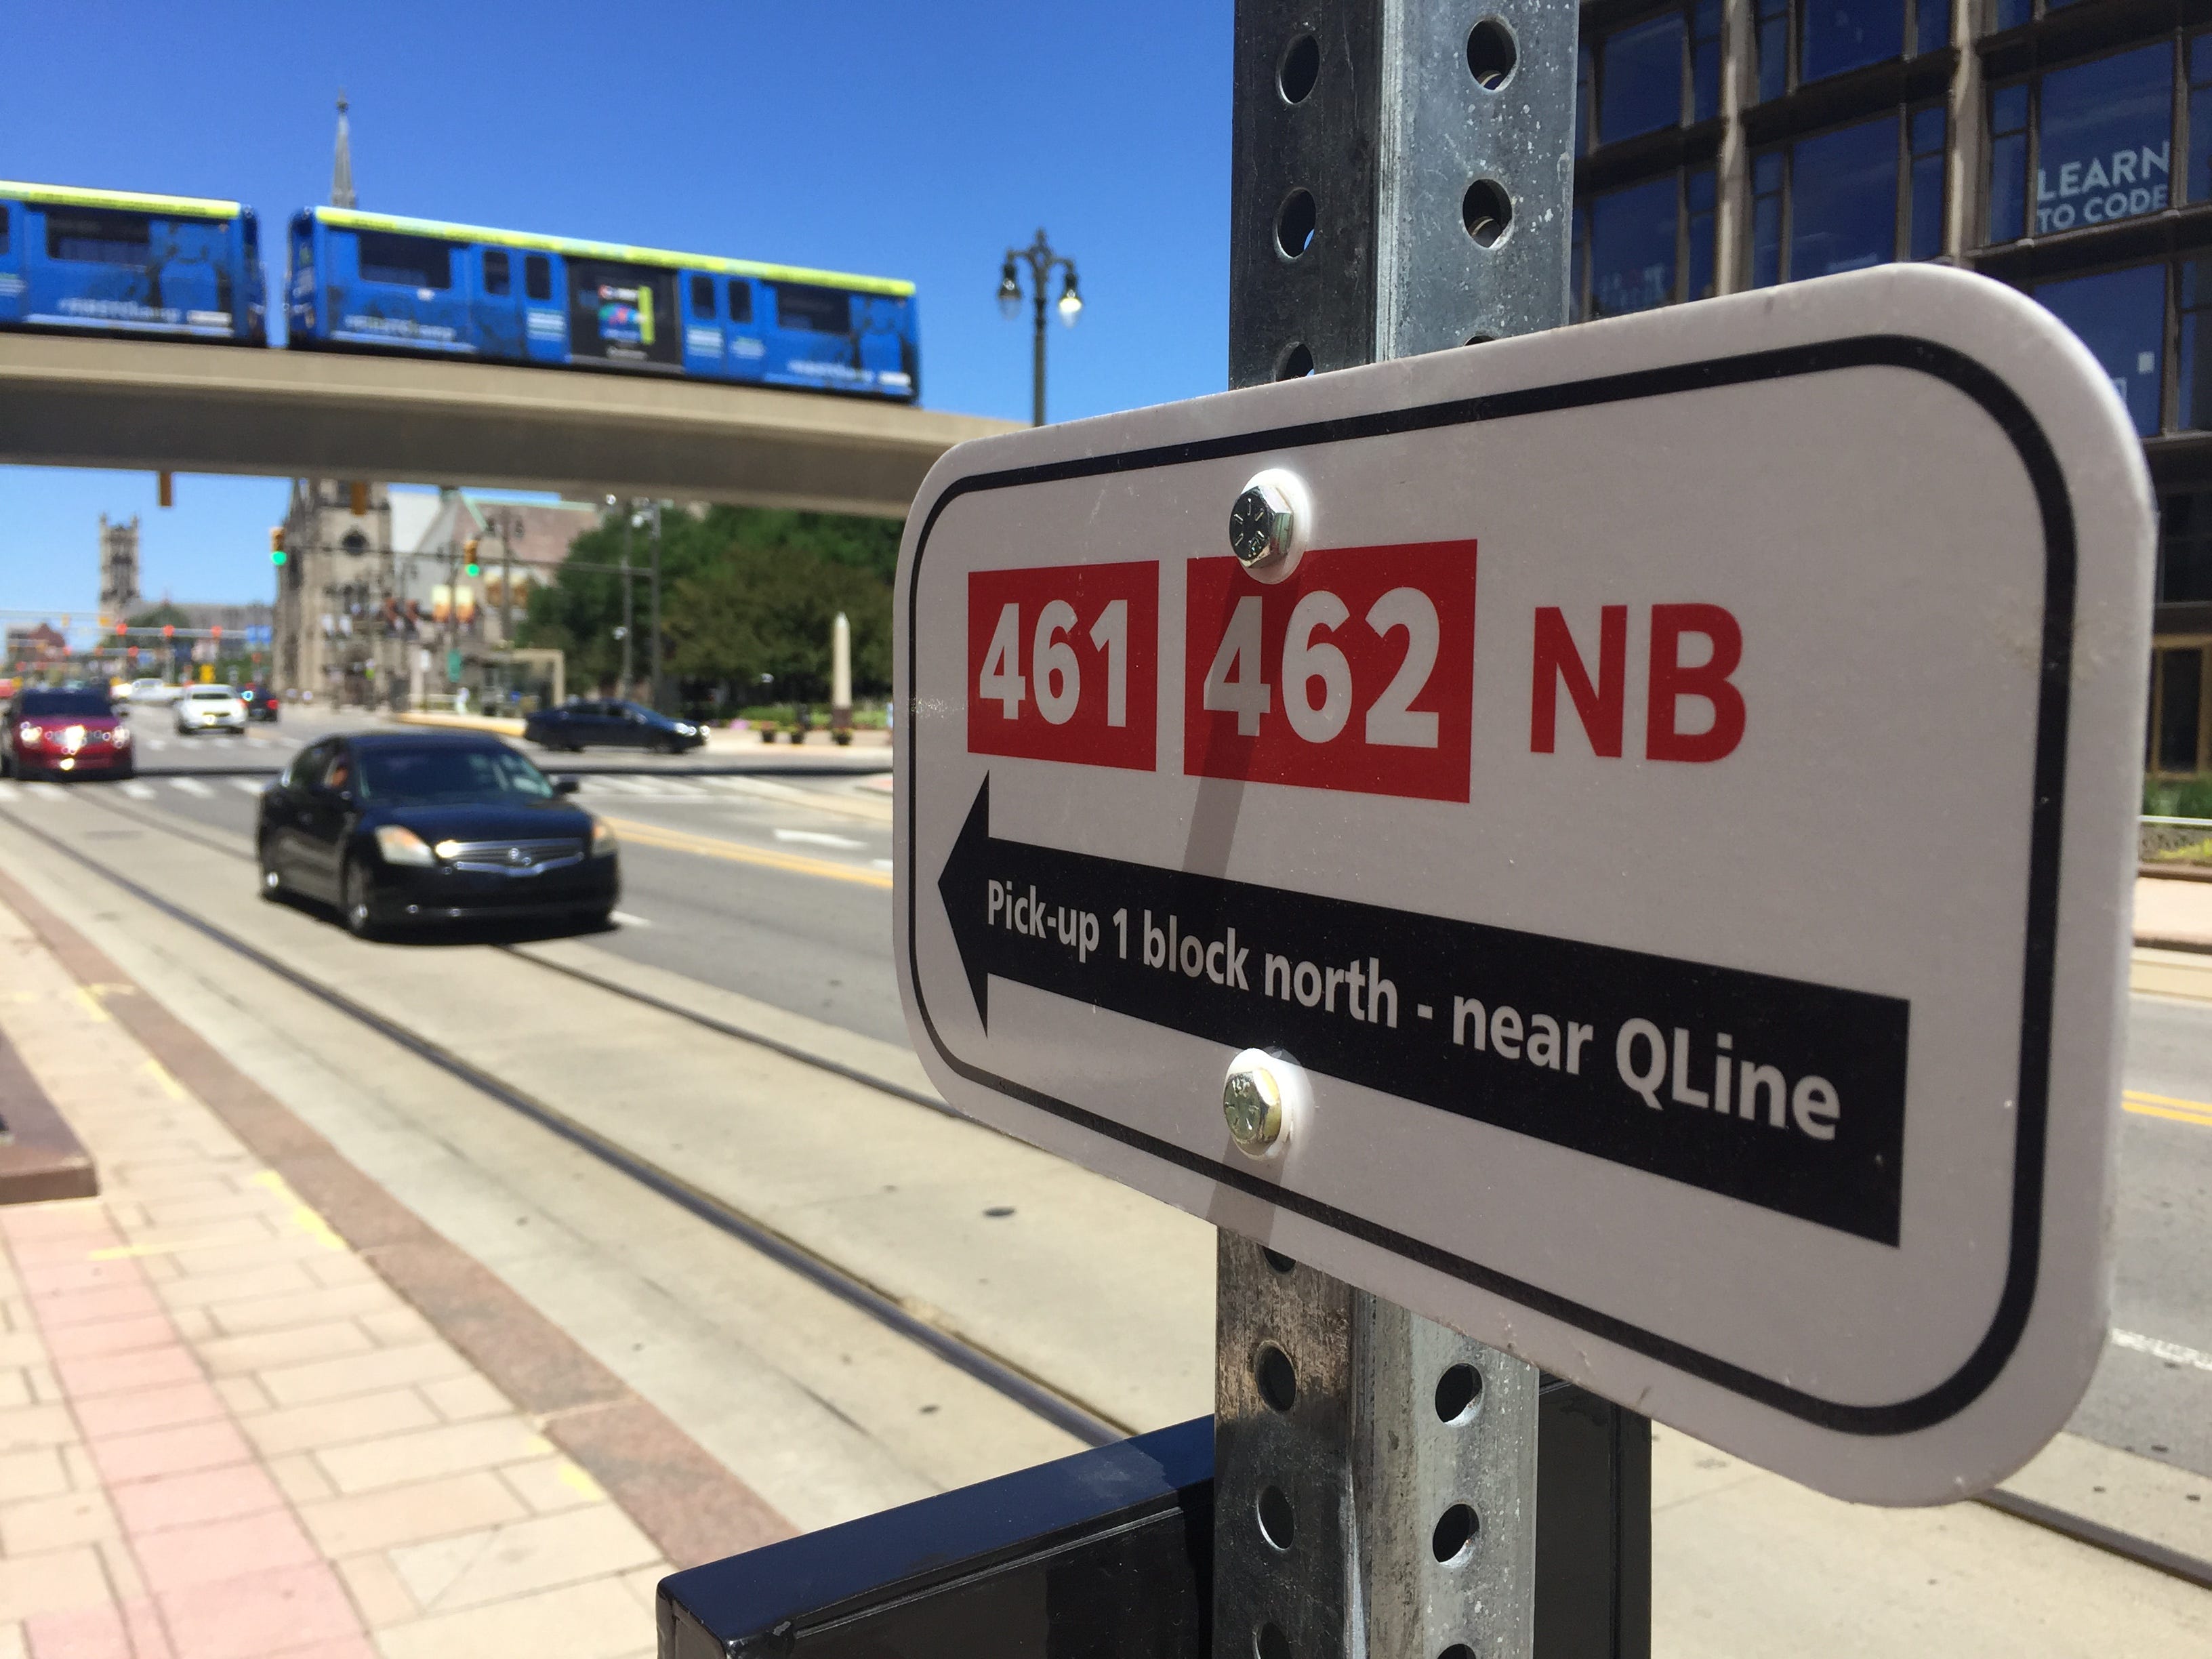 LEARN
TO CODE
461 462 NB
Pick-up 1 block north - near QLine